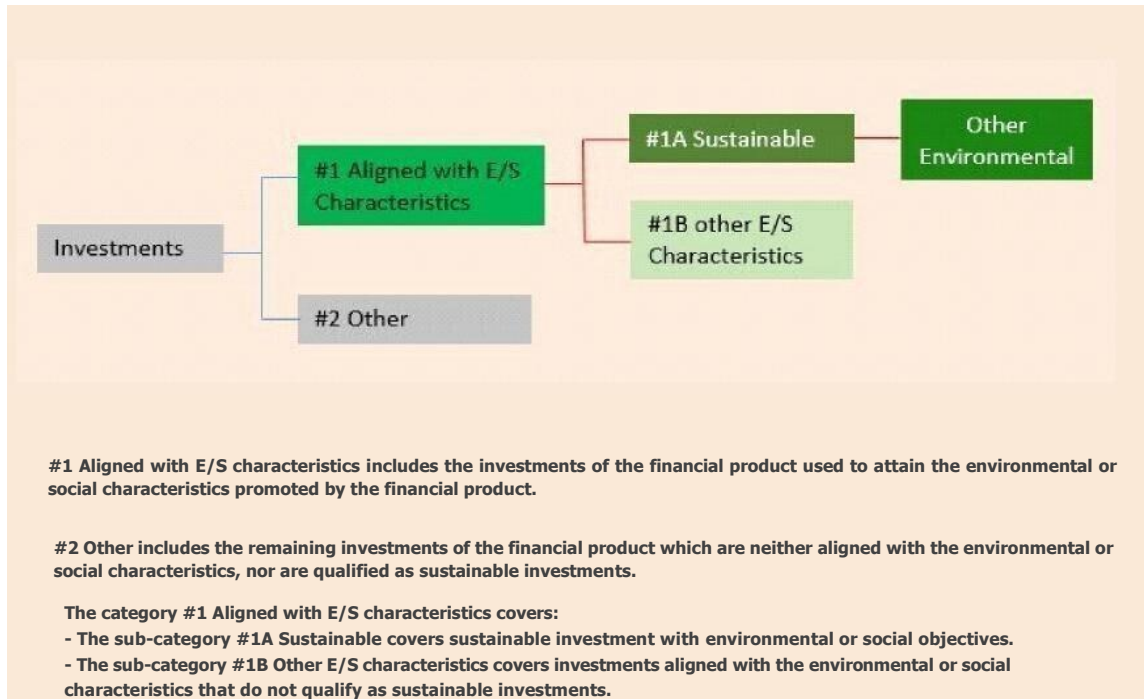 Investments
#1 Aligned with E/S
Characteristics
#2 Other
#1A Sustainable
#1B other E/S
Characteristics
Other
Environmental
#1 Aligned with E/S characteristics includes the investments of the financial product used to attain the environmental or
social characteristics promoted by the financial product.
#2 Other includes the remaining investments of the financial product which are neither aligned with the environmental or
social characteristics, nor are qualified as sustainable investments.
The category #1 Aligned with E/S characteristics covers:
- The sub-category #1A Sustainable covers sustainable investment with environmental or social objectives.
- The sub-category #1B Other E/S characteristics covers investments aligned with the environmental or social
characteristics that do not qualify as sustainable investments.